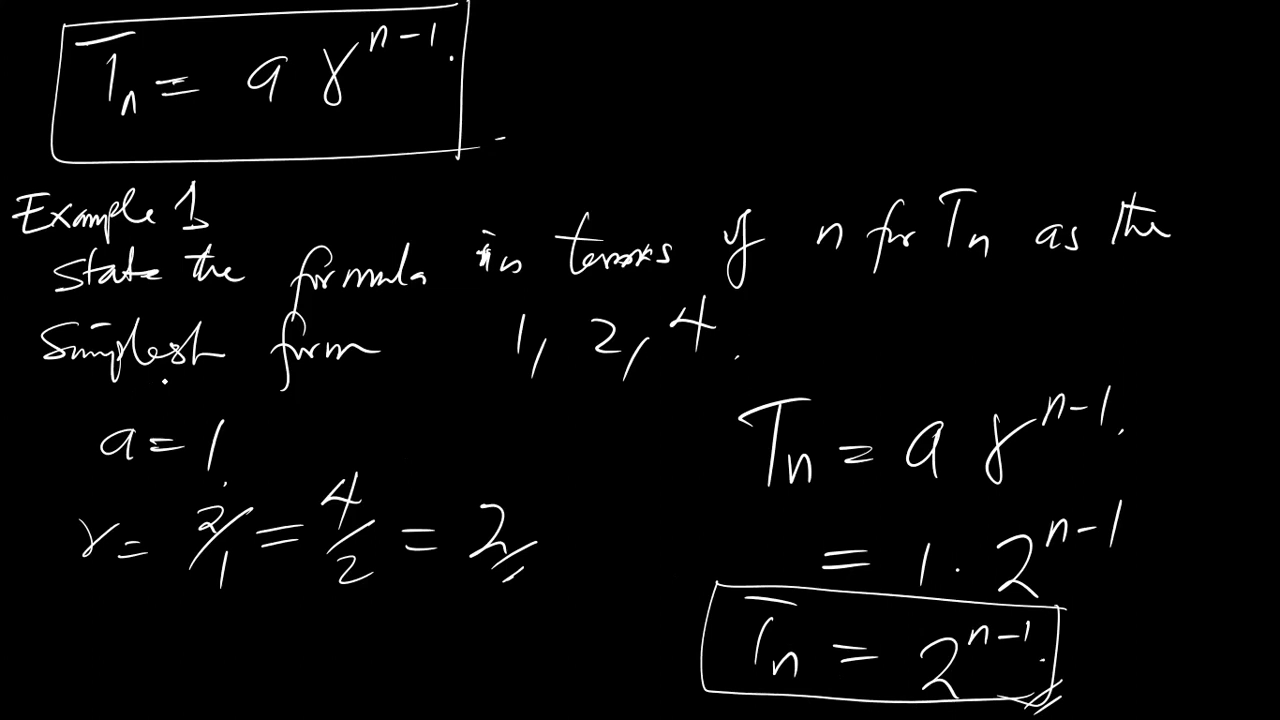 Tn = a r^{n-1}.
Example 1
State the formula in terms of n for Tn as the
Simplest form 1, 2, 4.
a = 1.
r = 2/1 = 4/2 = 2
Tn = a r^{n-1}.
= 1 . 2^{n-1}
Tn = 2^{n-1}.